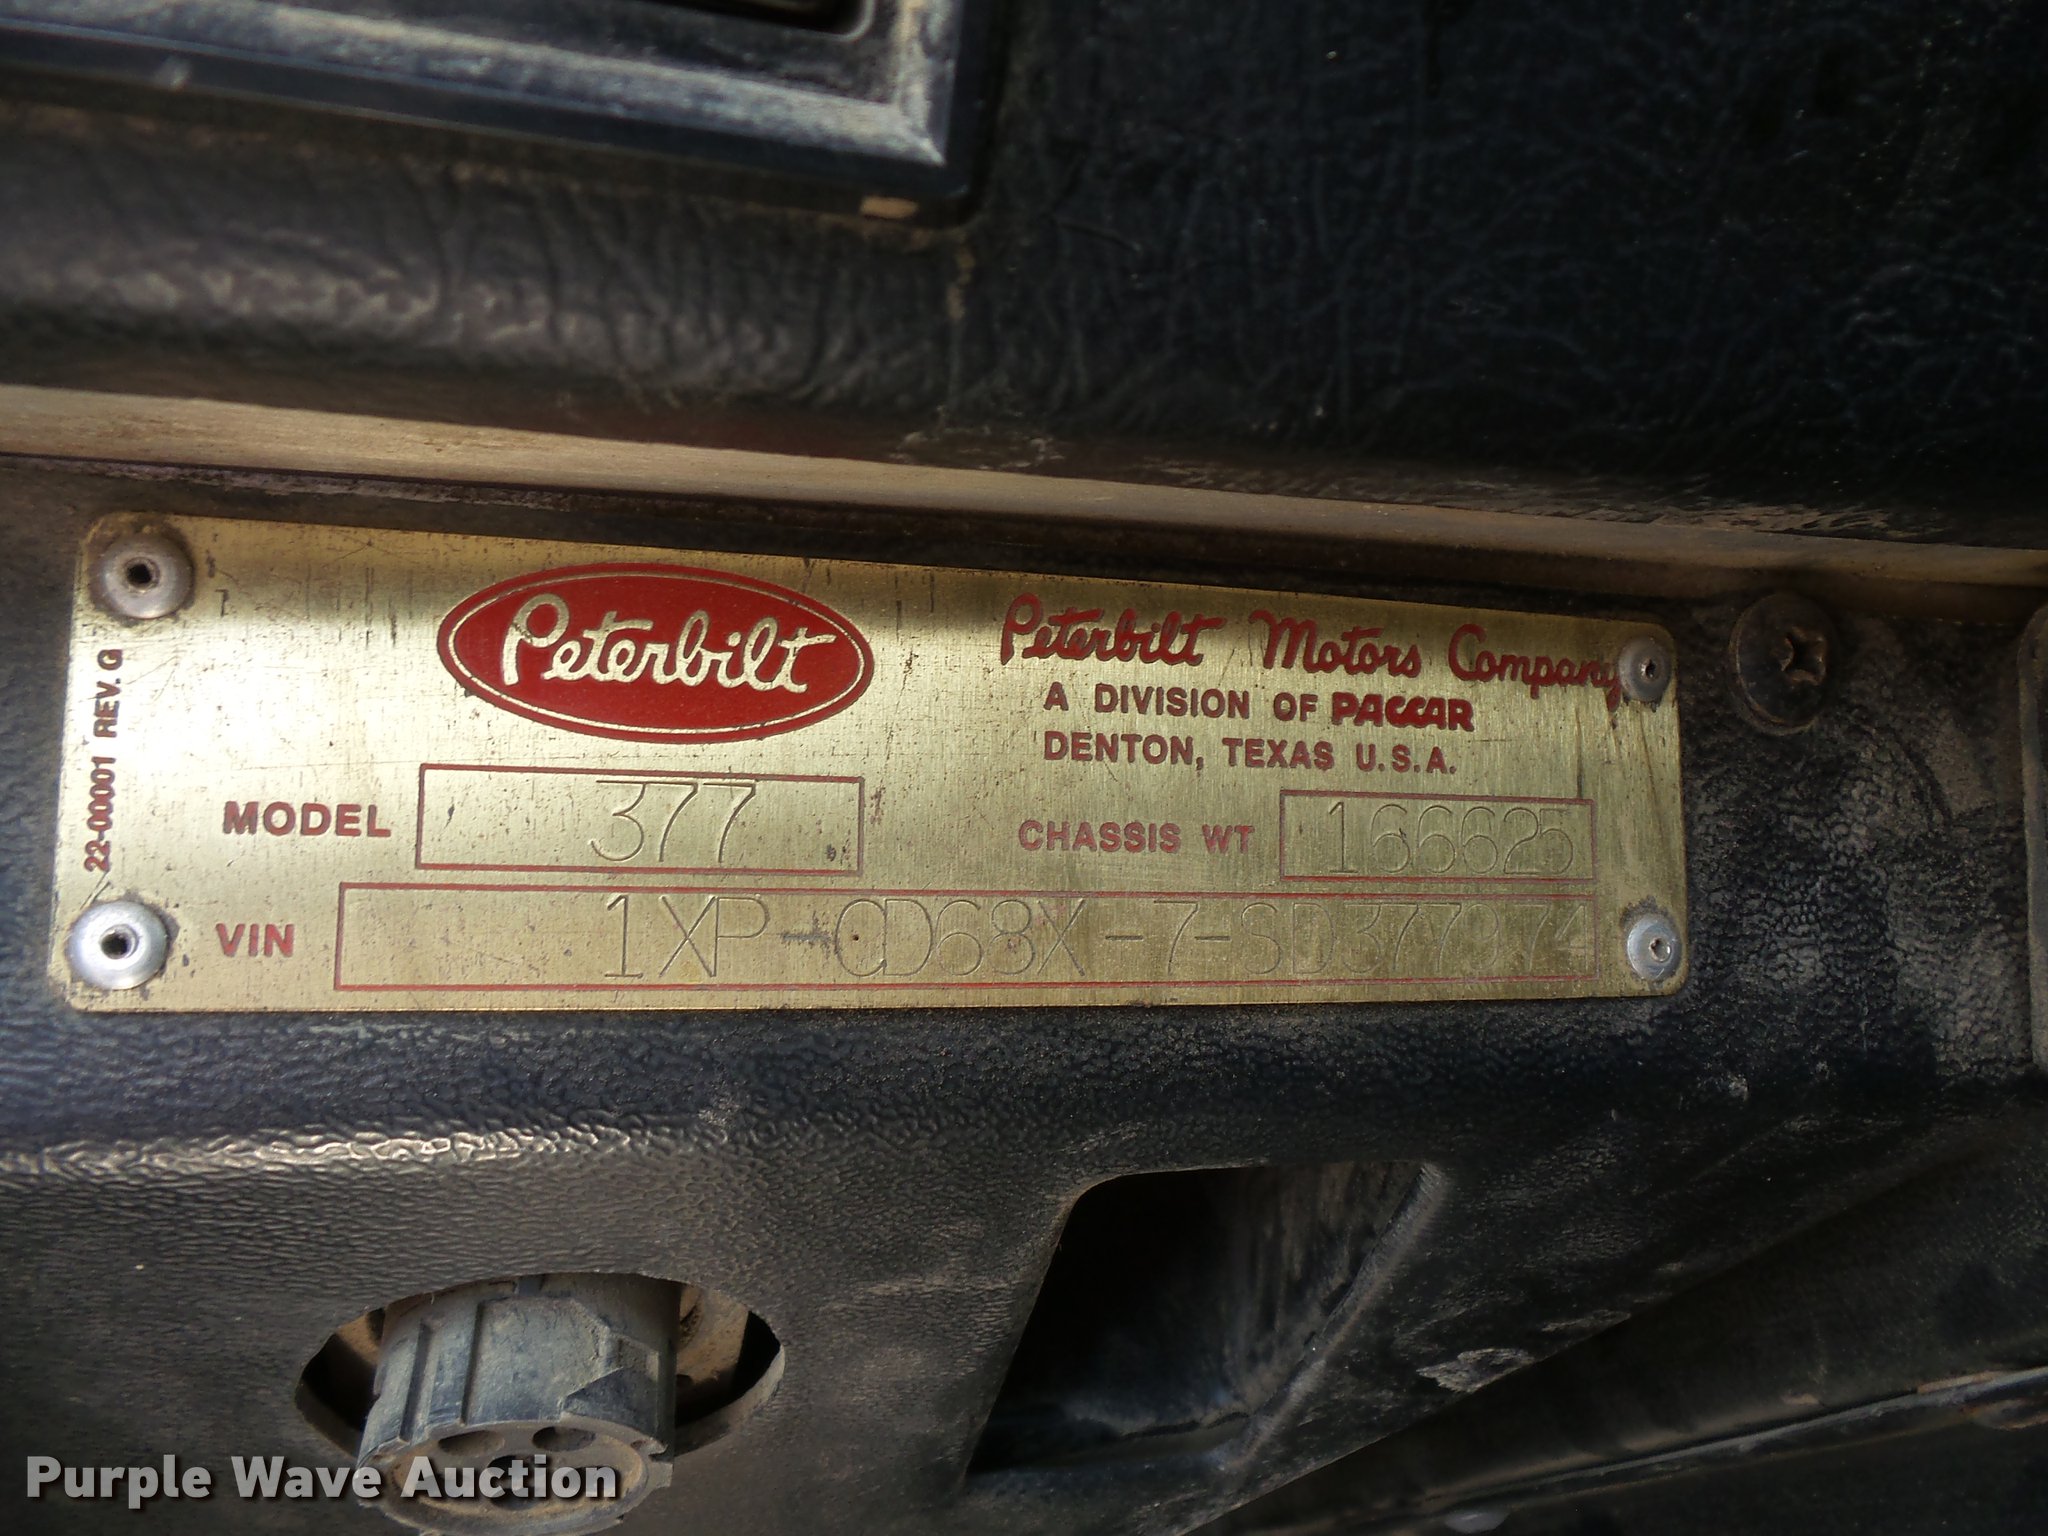 Peterbilt
Peterbilt Motors Company
A DIVISION OF PACCAR
DENTON, TEXAS U.S.A.
22-00001 REV. G
MODEL 377
CHASSIS WT 166625
VIN 1XP-CD68X-7-SD377974
Purple Wave Auction